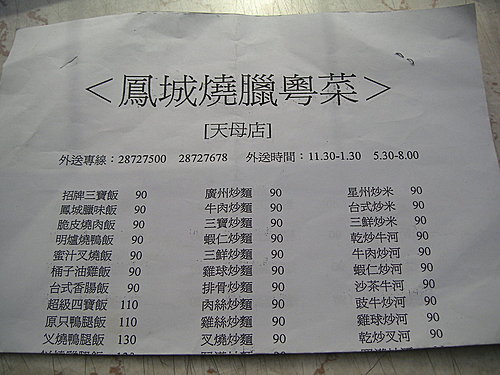 <鳳城燒臘粵菜>
[天母店]
外送專線：28727500 28727678 外送時間：11.30-1.30 5.30-8.00
招牌三寶飯 90 廣州炒麵 90 星州炒米 90
鳳城臘味飯 90 牛肉炒麵 90 台式炒米 90
脆皮燒肉飯 90 三寶炒麵 90 三鮮炒米 90
明爐燒鴨飯 90 蝦仁炒麵 90 乾炒牛河 90
蜜汁叉燒飯 90 三鮮炒麵 90 牛肉炒河 90
桶子油雞飯 90 雞球炒麵 90 蝦仁炒河 90
台式香腸飯 90 排骨炒麵 90 沙茶牛河 90
超級四寶飯 110 肉絲炒麵 90 豉牛炒河 90
原只鴨腿飯 110 雞絲炒麵 90 雞球炒河 90
叉燒鴨腿飯 130 叉燒炒麵 90 乾炒叉河 90